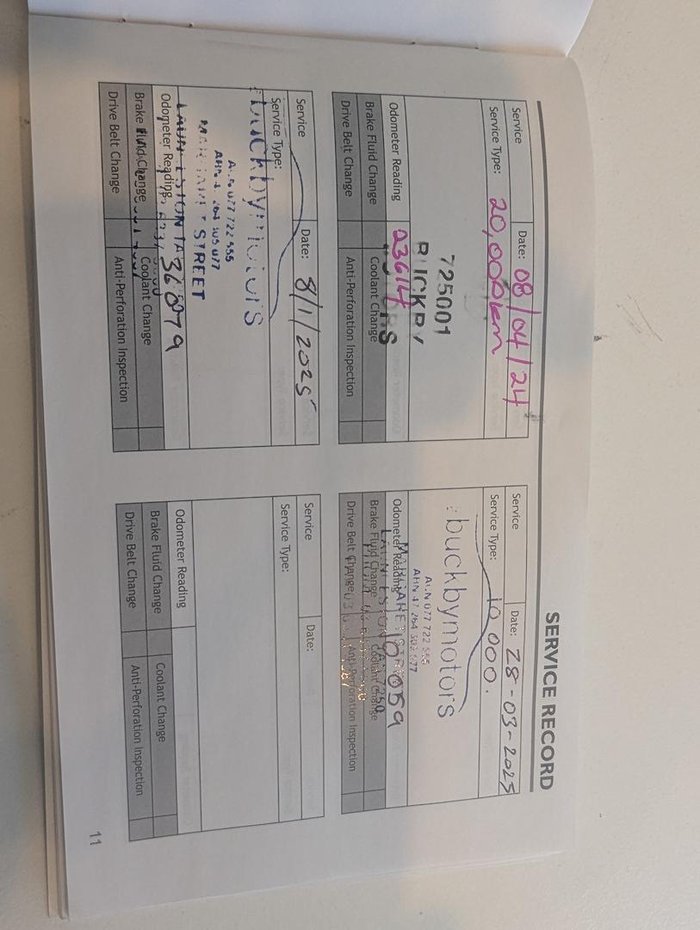 SERVICE RECORD
Service Date: 08/04/24
Service Type: 20,000km
725001
BUCKBY
Odometer Reading 23614
Brake Fluid Change Coolant Change
Drive Belt Change Anti-Perforation Inspection
Service Date: 28-03-2025
Service Type: 10 000.
buckbymotors
Odometer Reading
Brake Fluid Change Coolant Change
Drive Belt Change Anti-Perforation Inspection
Service Date: 8/1/2025
Service Type:
buckbymotors
STREET
Odometer Reading 36879
Brake Fluid Change Coolant Change
Drive Belt Change Anti-Perforation Inspection
Service Date:
Service Type:
Odometer Reading
Brake Fluid Change Coolant Change
Drive Belt Change Anti-Perforation Inspection
11